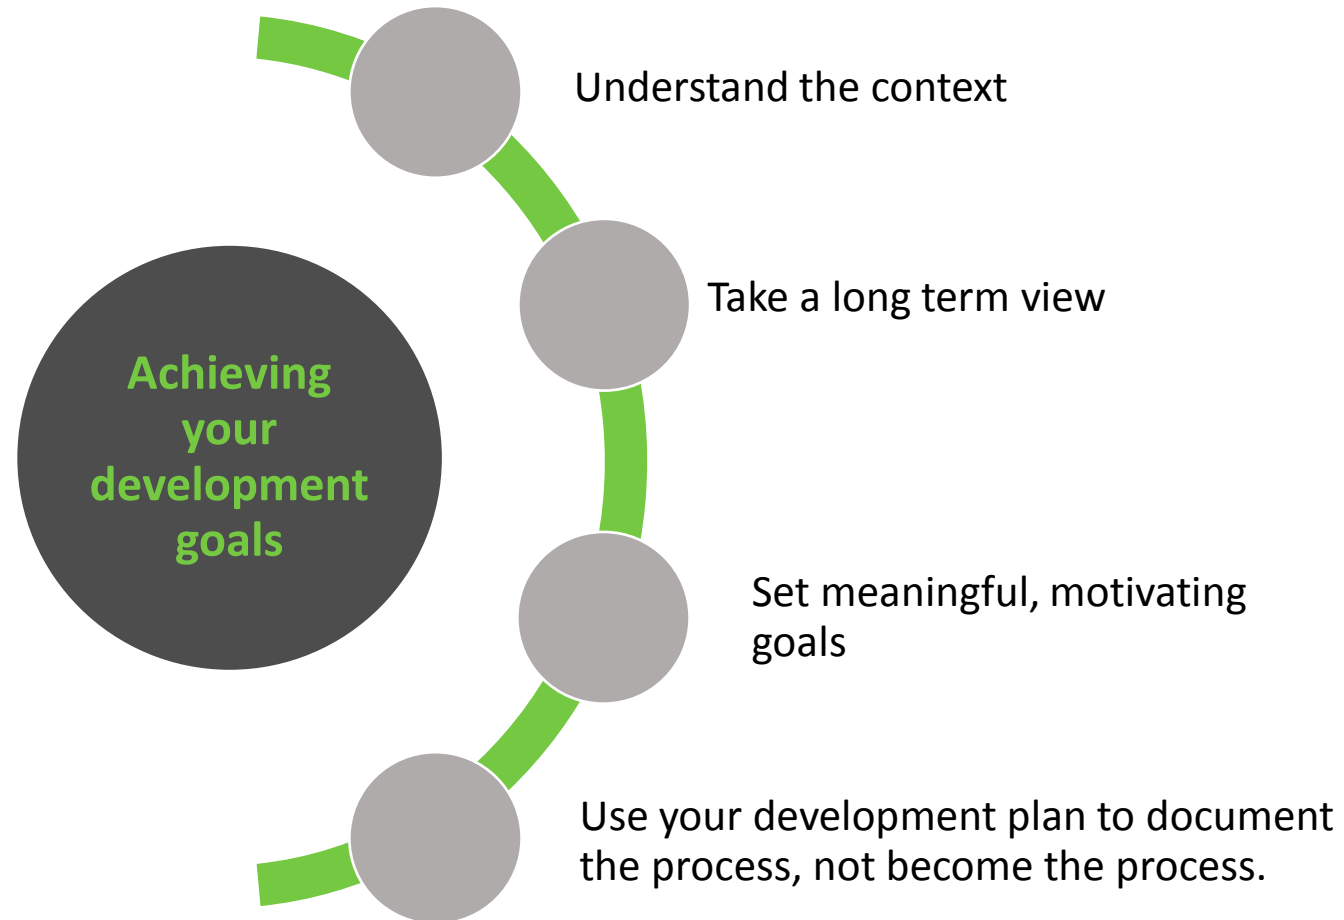 Understand the context
Take a long term view
Achieving
your
development
goals
Set meaningful, motivating
goals
Use your development plan to document
the process, not become the process.